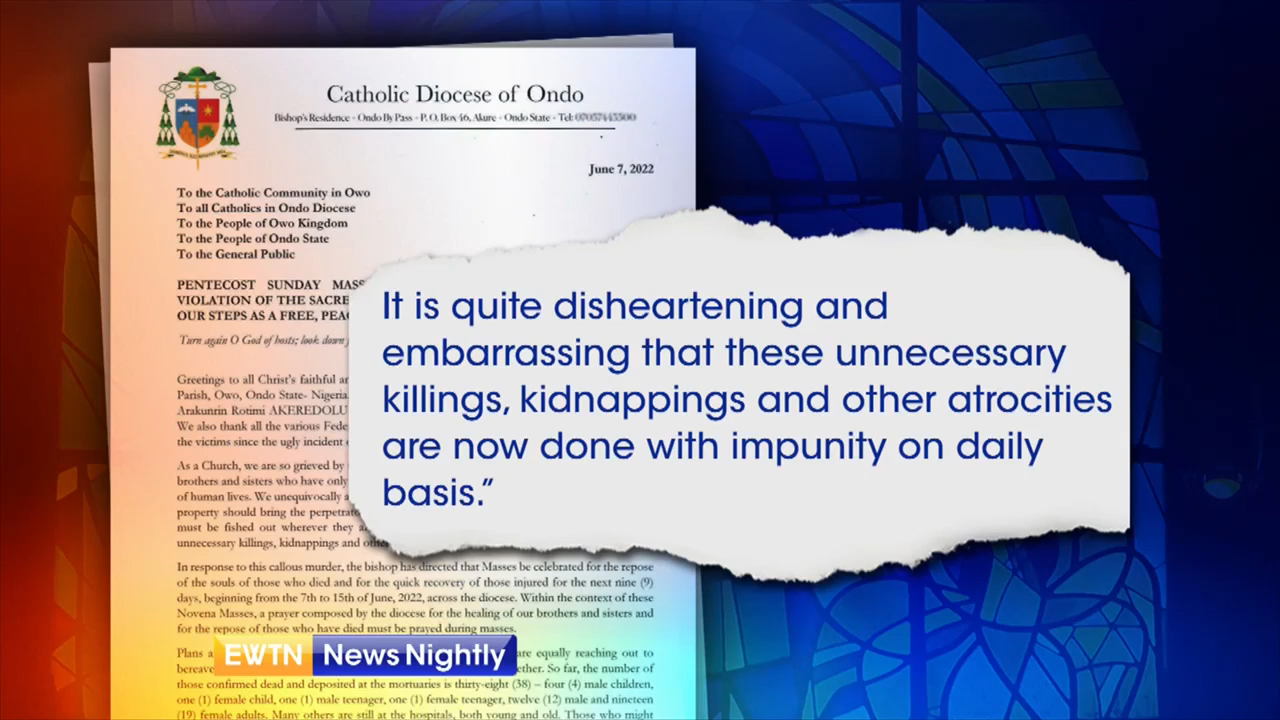 Catholic Diocese of Ondo
Bishop's Residence - Ondo By Pass - P. O. Box 46, Akure - Ondo State - Tel:
June 7, 2022
To the Catholic Community in Owo
To all Catholics in Ondo Diocese
To the People of Owo Kingdom
To the People of Ondo State
To the General Public
PENTECOST SUNDAY
VIOLATION OF THE
OUR STEPS AS A FREE,
Turn again O God of hosts; look down
Greetings to all Christ's faithful
Parish, Owo, Ondo State- Nigeria
Arakunrin Rotimi AKEREDOLU
We also thank all the various
the victims since the ugly incident
As a Church, we are so grieved by
brothers and sisters who have only
of human lives. We unequivocally
property should bring the
must be fished out wherever they
unnecessary killings, kidnappings and
It is quite disheartening and
embarrassing that these unnecessary
killings, kidnappings and other atrocities
are now done with impunity on daily
basis.”
In response to this callous murder, the bishop has directed that Masses be celebrated for the repose
of the souls of those who died and for the quick recovery of those injured for the next nine (9)
days, beginning from the 7th to 15th of June, 2022, across the diocese. Within the context of these
Novena Masses, a prayer composed by the diocese for the healing of our brothers and sisters and
for the repose of those who have died must be prayed during masses.
Plans are equally reaching out to
So far, the number of
those confirmed dead and deposited at the mortuaries is thirty-eight (38) – four (4) male children,
one (1) female child, one (1) male teenager, one (1) female teenager, twelve (12) male and nineteen
(19) female adults. Many others are still at the hospitals, both young and old. Those who might
EWTN News Nightly